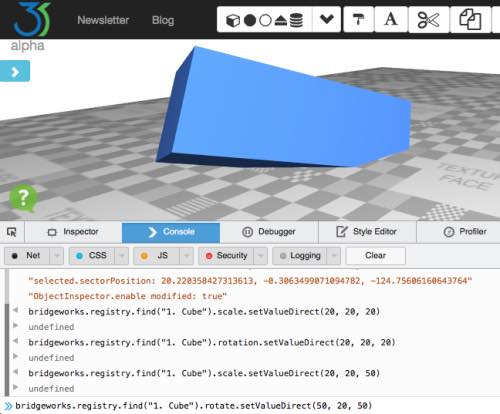 Newsletter Blog
A
alpha
TEXTUR
FACE
Inspector Console Debugger Style Editor Profiler
Net CSS JS Security Logging Clear
"selected.sectorPosition: 20.220358427313613, -0.3063499071094782, -124.75606160643764"
"ObjectInspector.enable modified: true"
bridgeworks.registry.find("1. Cube").scale.setValueDirect(20, 20, 20)
undefined
bridgeworks.registry.find("1. Cube").rotation.setValueDirect(20, 20, 20)
undefined
bridgeworks.registry.find("1. Cube").scale.setValueDirect(50, 20, 50)
undefined
bridgeworks.registry.find("1. Cube").rotate.setValueDirect(50, 20, 50)